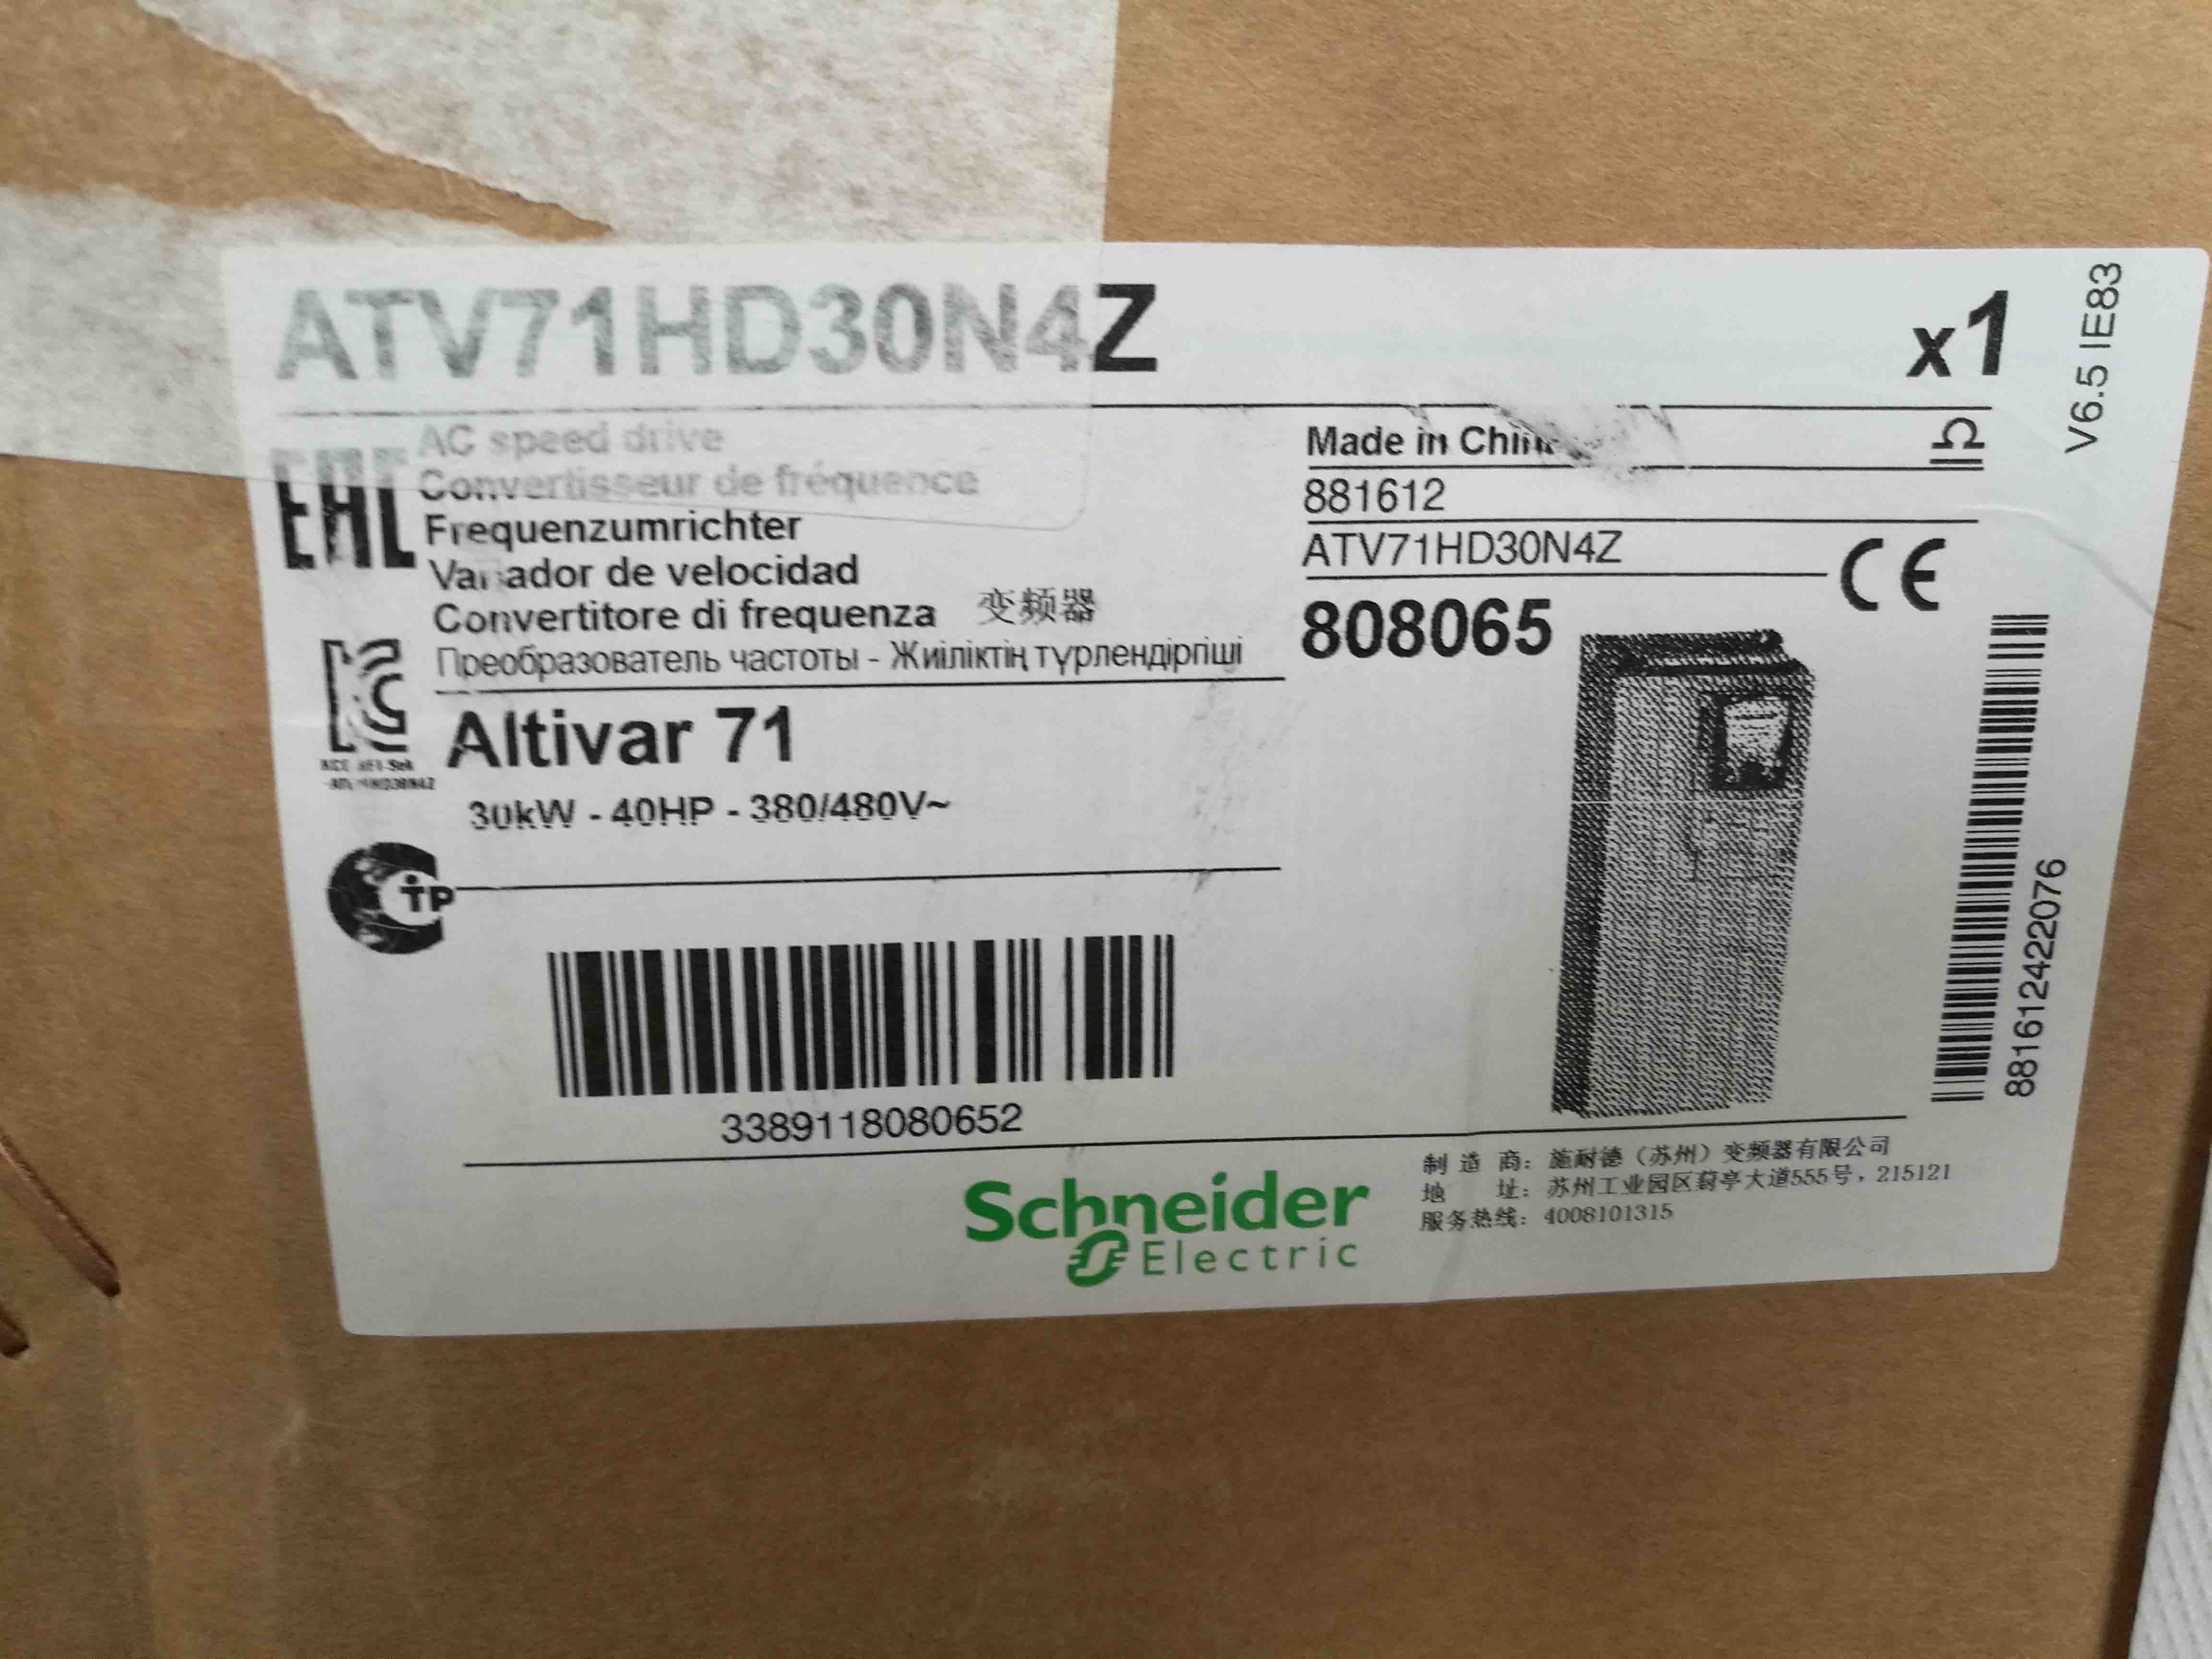 ATV71HD30N4Z
x1
V6.5 IE83
EAC
AC speed drive
Convertisseur de fréquence
Frequenzumrichter
Variador de velocidad
Convertitore di frequenza 变频器
Преобразователь частоты - Жиіліктің түрлендіргіші
Altivar 71
30kW - 40HP - 380/480V~
3389118080652
Made in China
881612
ATV71HD30N4Z
CE
808065
881612422076
Schneider
Electric
制 造 商：施耐德（苏州）变频器有限公司
地 址：苏州工业园区葑亭大道555号，215121
服务热线：4008101315